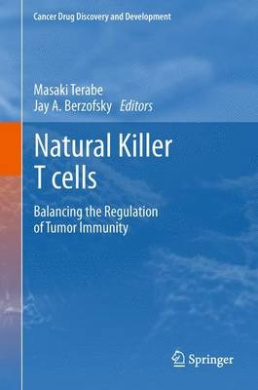 Cancer Drug Discovery and Development
Masaki Terabe
Jay A. Berzofsky Editors
Natural Killer
T cells
Balancing the Regulation
of Tumor Immunity
Springer